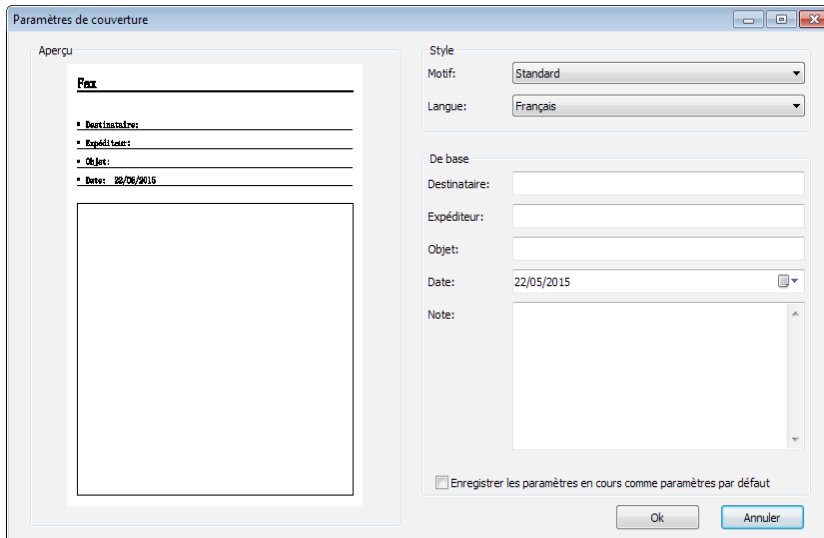 Paramètres de couverture
Aperçu
Fax
▪ Destinataire:
▪ Expéditeur:
▪ Objet:
▪ Date: 22/05/2015
Style
Motif: Standard
Langue: Français
De base
Destinataire:
Expéditeur:
Objet:
Date: 22/05/2015
Note:
Enregistrer les paramètres en cours comme paramètres par défaut
Ok Annuler